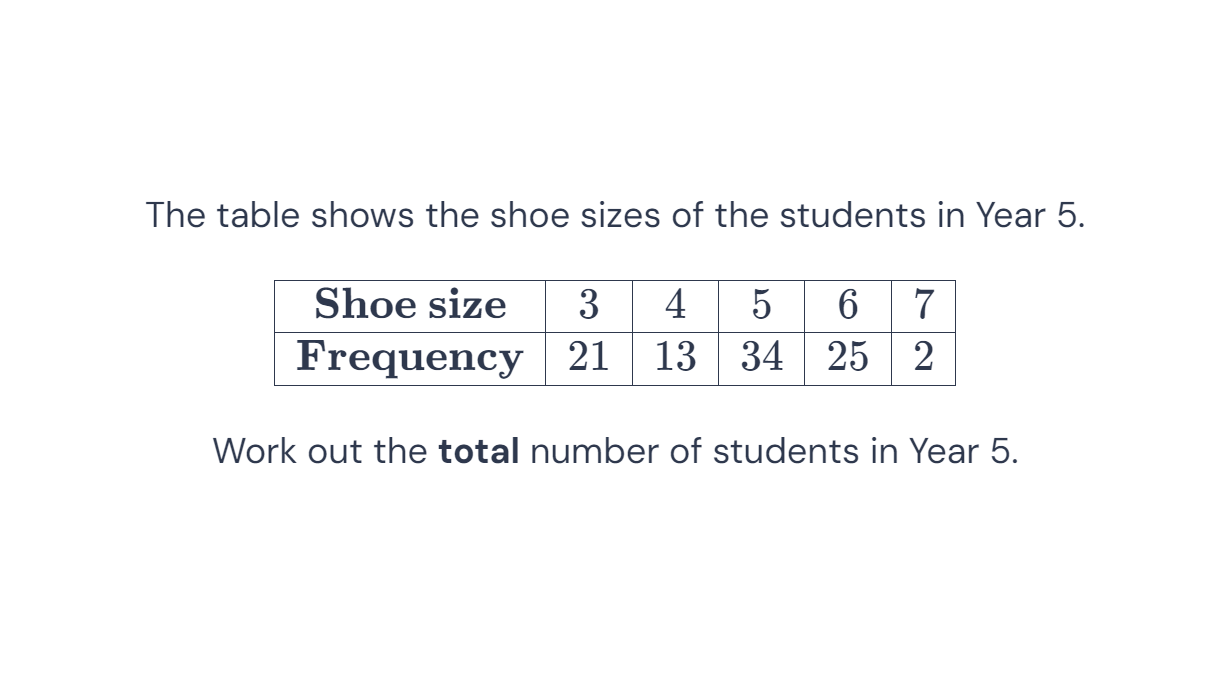 The table shows the shoe sizes of the students in Year 5.
Shoe size 3 4 5 6 7
Frequency 21 13 34 25 2
Work out the total number of students in Year 5.